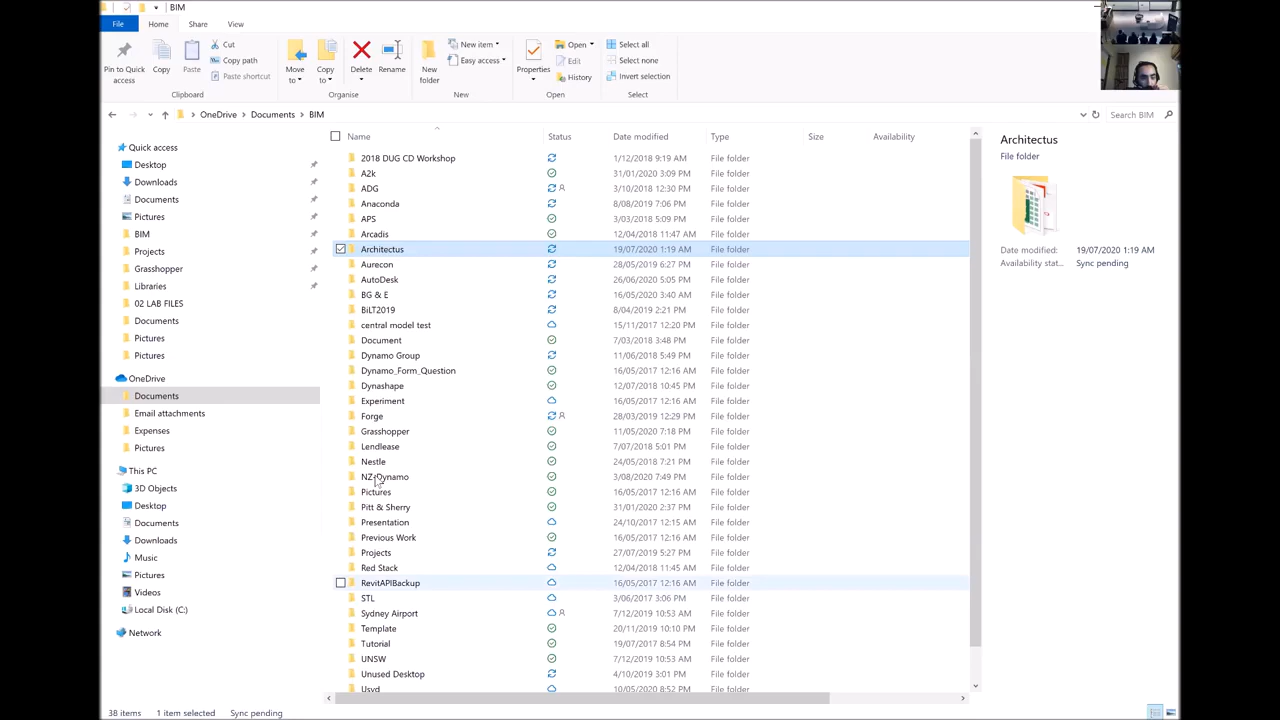 BIM
File Home Share View
Pin to Quick access
Copy
Paste
Cut
Copy path
Paste shortcut
Clipboard
Move to
Copy to
Delete
Rename
Organise
New folder
New item
Easy access
New
Properties
Open
Edit
History
Open
Select all
Select none
Invert selection
Select
OneDrive > Documents > BIM
Search BIM
Quick access
Desktop
Downloads
Documents
Pictures
BIM
Projects
Grasshopper
Libraries
02 LAB FILES
Documents
Pictures
Pictures
OneDrive
Documents
Email attachments
Expenses
Pictures
This PC
3D Objects
Desktop
Documents
Downloads
Music
Pictures
Videos
Local Disk (C:)
Network
Name Status Date modified Type Size Availability
2018 DUG CD Workshop 1/12/2018 9:19 AM File folder
A2k 31/01/2020 3:09 PM File folder
ADG 3/10/2018 12:30 PM File folder
Anaconda 8/08/2019 7:06 PM File folder
APS 3/03/2018 5:09 PM File folder
Arcadis 12/04/2018 11:47 AM File folder
Architectus 19/07/2020 1:19 AM File folder
Aurecon 28/05/2019 6:27 PM File folder
AutoDesk 26/06/2020 5:05 PM File folder
BG & E 16/05/2020 3:40 AM File folder
BiLT2019 8/04/2019 2:21 PM File folder
central model test 15/11/2017 12:20 PM File folder
Document 7/03/2018 3:48 PM File folder
Dynamo Group 11/06/2018 5:49 PM File folder
Dynamo_Form_Question 16/05/2017 12:16 AM File folder
Dynashape 12/07/2018 10:45 PM File folder
Experiment 16/05/2017 12:16 AM File folder
Forge 28/03/2019 12:29 PM File folder
Grasshopper 11/05/2020 7:18 PM File folder
Lendlease 7/07/2018 5:01 PM File folder
Nestle 24/05/2018 7:21 PM File folder
NZ Dynamo 3/08/2020 7:49 PM File folder
Pictures 16/05/2017 12:16 AM File folder
Pitt & Sherry 31/01/2020 2:37 PM File folder
Presentation 24/10/2017 12:15 AM File folder
Previous Work 16/05/2017 12:16 AM File folder
Projects 27/07/2019 5:27 PM File folder
Red Stack 12/04/2018 11:45 AM File folder
RevitAPIBackup 16/05/2017 12:16 AM File folder
STL 3/06/2017 3:06 PM File folder
Sydney Airport 7/12/2019 10:53 AM File folder
Template 20/11/2019 10:10 PM File folder
Tutorial 19/07/2017 8:54 PM File folder
UNSW 7/12/2019 10:53 AM File folder
Unused Desktop 4/10/2019 3:01 PM File folder
Usyd 10/05/2020 8:52 PM File folder
Architectus
File folder
Date modified: 19/07/2020 1:19 AM
Availability stat... Sync pending
38 items 1 item selected Sync pending